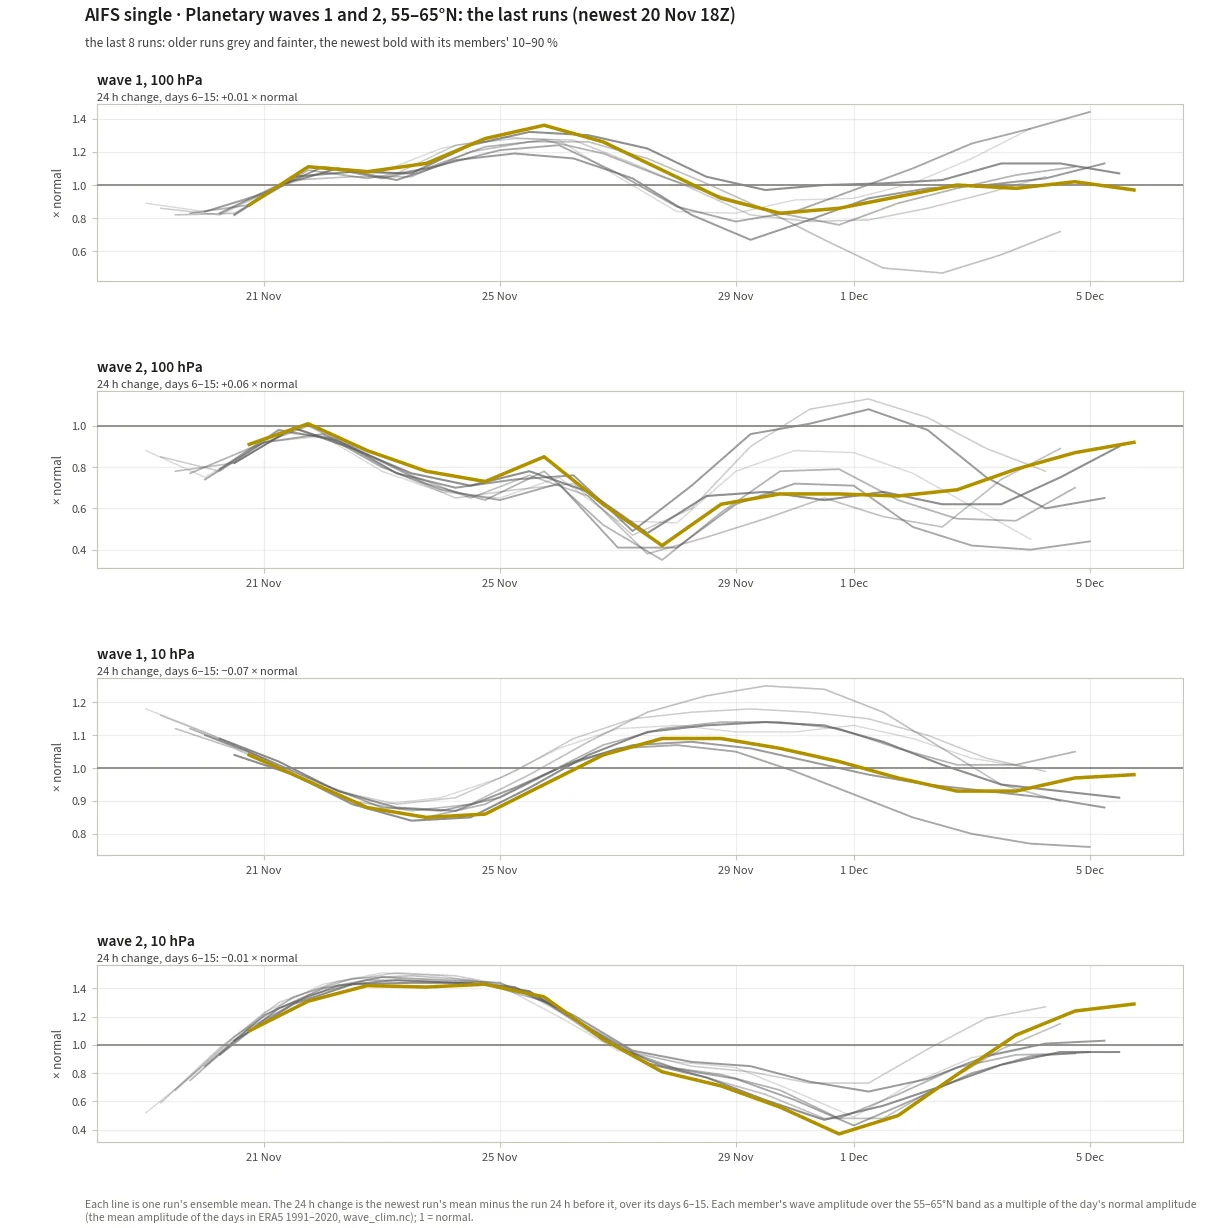 AIFS single · Planetary waves 1 and 2, 55–65°N: the last runs (newest 20 Nov 18Z)
the last 8 runs: older runs grey and fainter, the newest bold with its members' 10–90 %
wave 1, 100 hPa
24 h change, days 6–15: +0.01 × normal
1.4
1.2
1.0
0.8
0.6
× normal
21 Nov
25 Nov
29 Nov
1 Dec
5 Dec
wave 2, 100 hPa
24 h change, days 6–15: +0.06 × normal
1.0
0.8
0.6
0.4
× normal
21 Nov
25 Nov
29 Nov
1 Dec
5 Dec
wave 1, 10 hPa
24 h change, days 6–15: −0.07 × normal
1.2
1.1
1.0
0.9
0.8
× normal
21 Nov
25 Nov
29 Nov
1 Dec
5 Dec
wave 2, 10 hPa
24 h change, days 6–15: −0.01 × normal
1.4
1.2
1.0
0.8
0.6
0.4
× normal
21 Nov
25 Nov
29 Nov
1 Dec
5 Dec
Each line is one run's ensemble mean. The 24 h change is the newest run's mean minus the run 24 h before it, over its days 6–15. Each member's wave amplitude over the 55–65°N band as a multiple of the day's normal amplitude
(the mean amplitude of the days in ERA5 1991–2020, wave_clim.nc); 1 = normal.